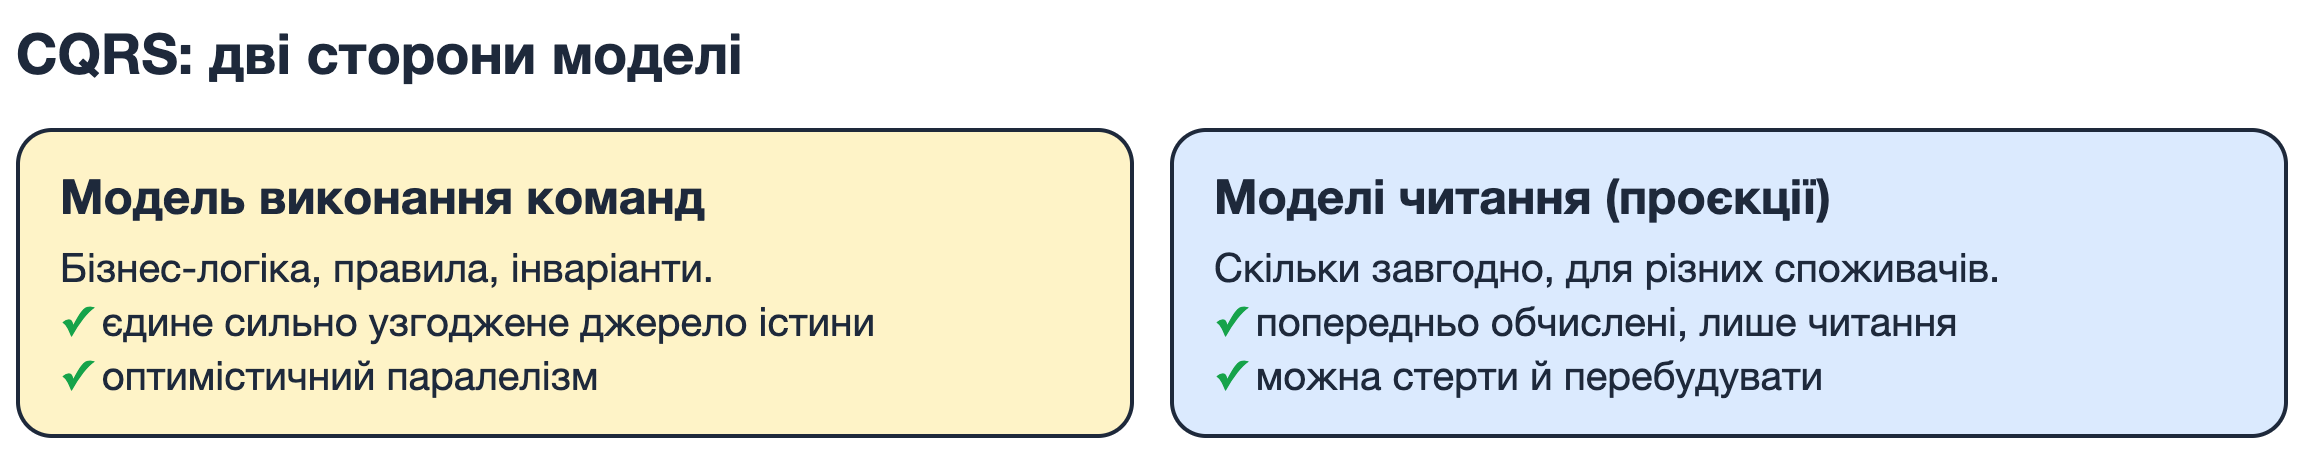 CQRS: дві сторони моделі
Модель виконання команд
Бізнес-логіка, правила, інваріанти.
✓ єдине сильно узгоджене джерело істини
✓ оптимістичний паралелізм
Моделі читання (проєкції)
Скільки завгодно, для різних споживачів.
✓ попередньо обчислені, лише читання
✓ можна стерти й перебудувати